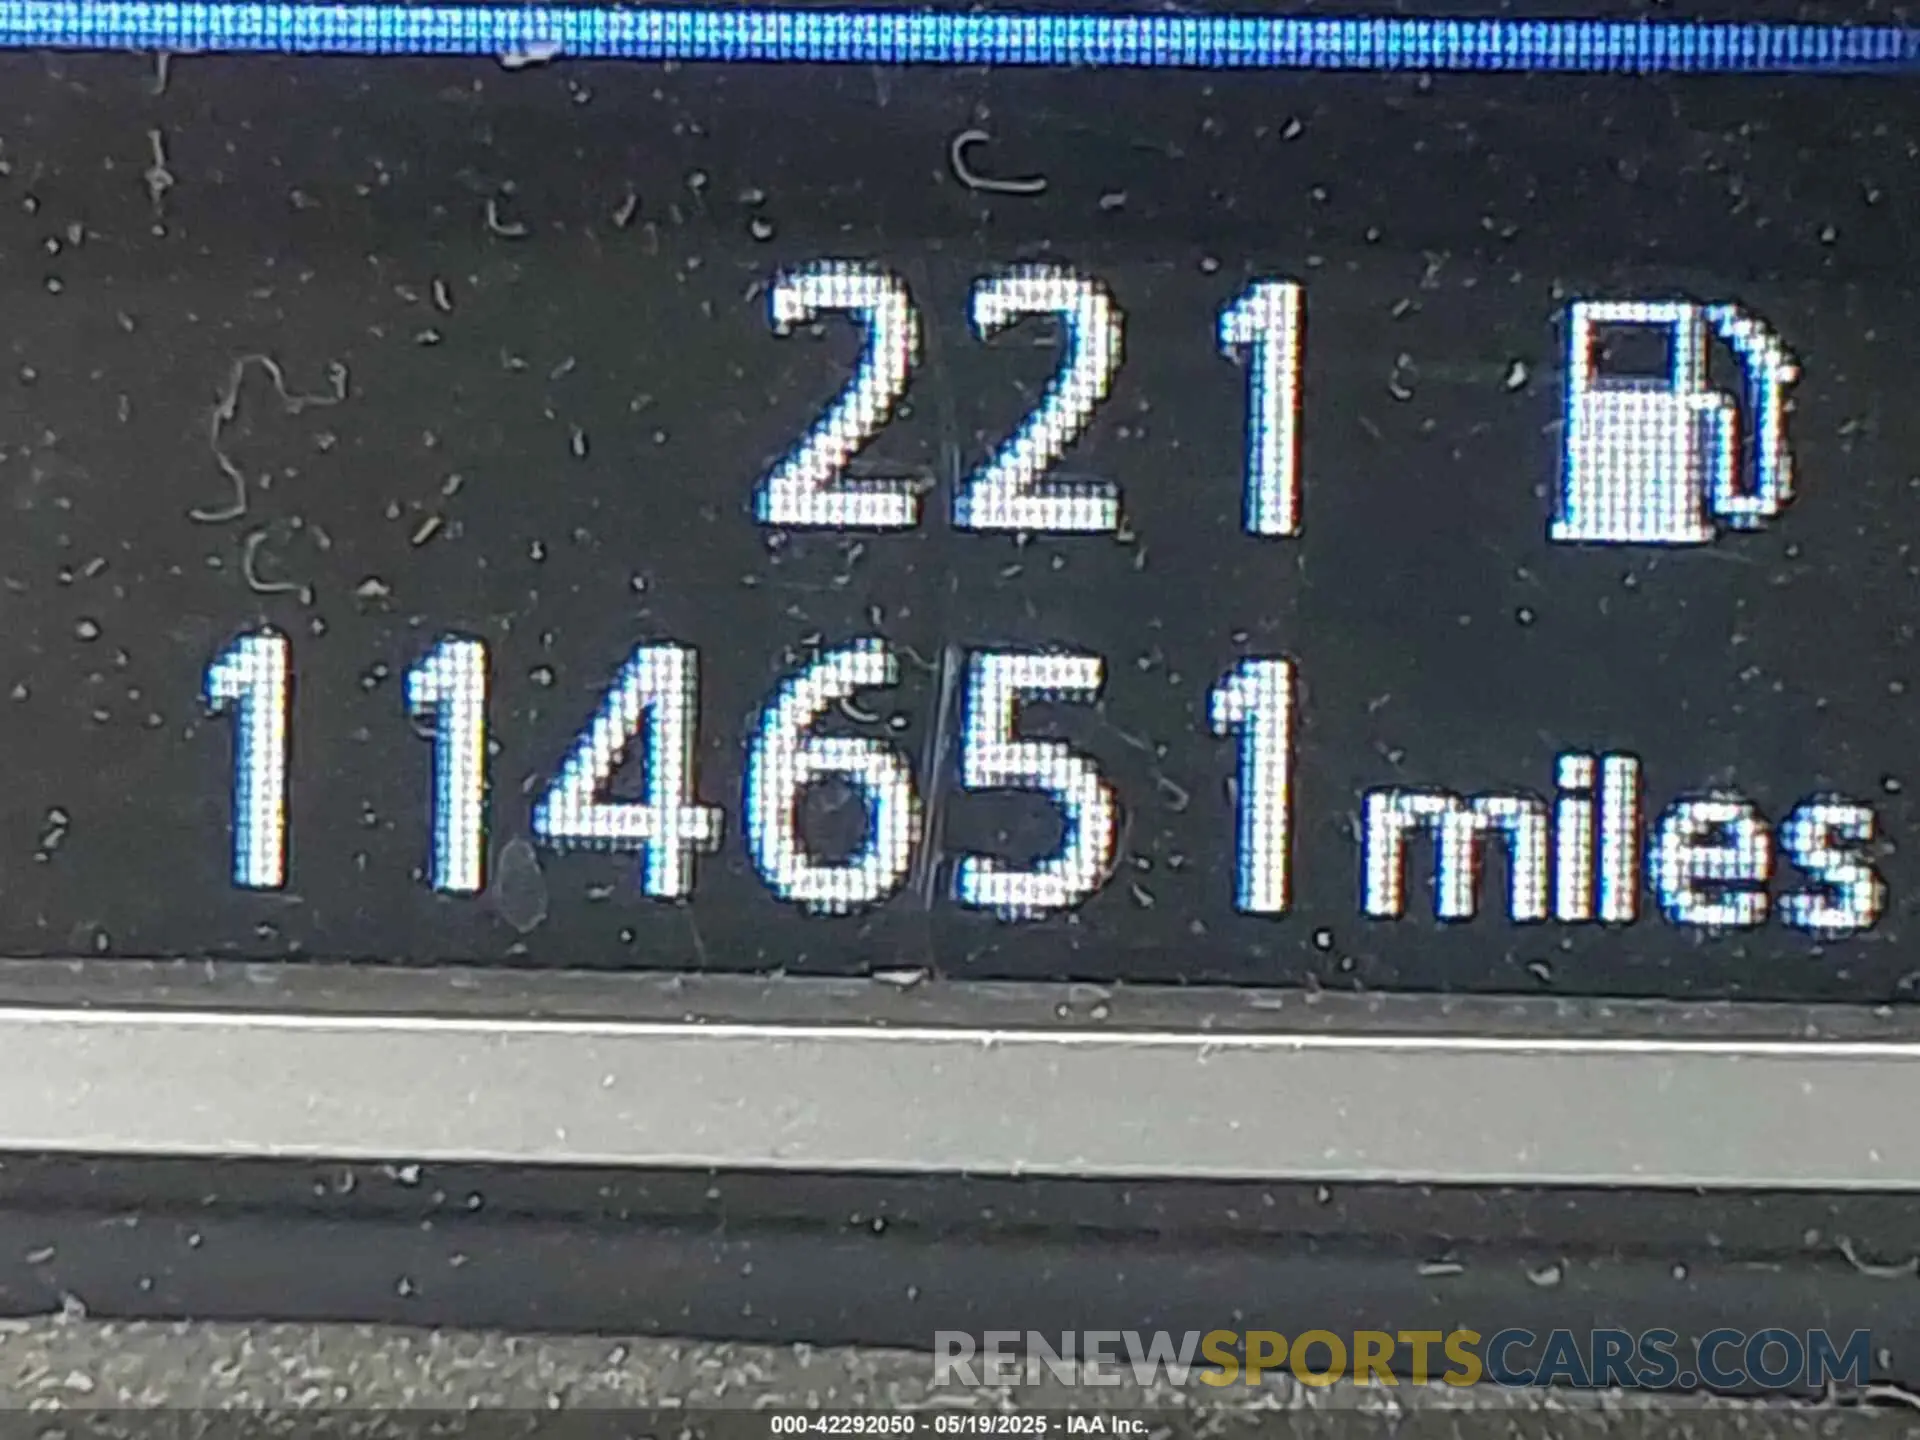 221
114651 miles
RENEWSPORTSCARS.COM
000-42292050 - 05/19/2025 - IAA Inc.